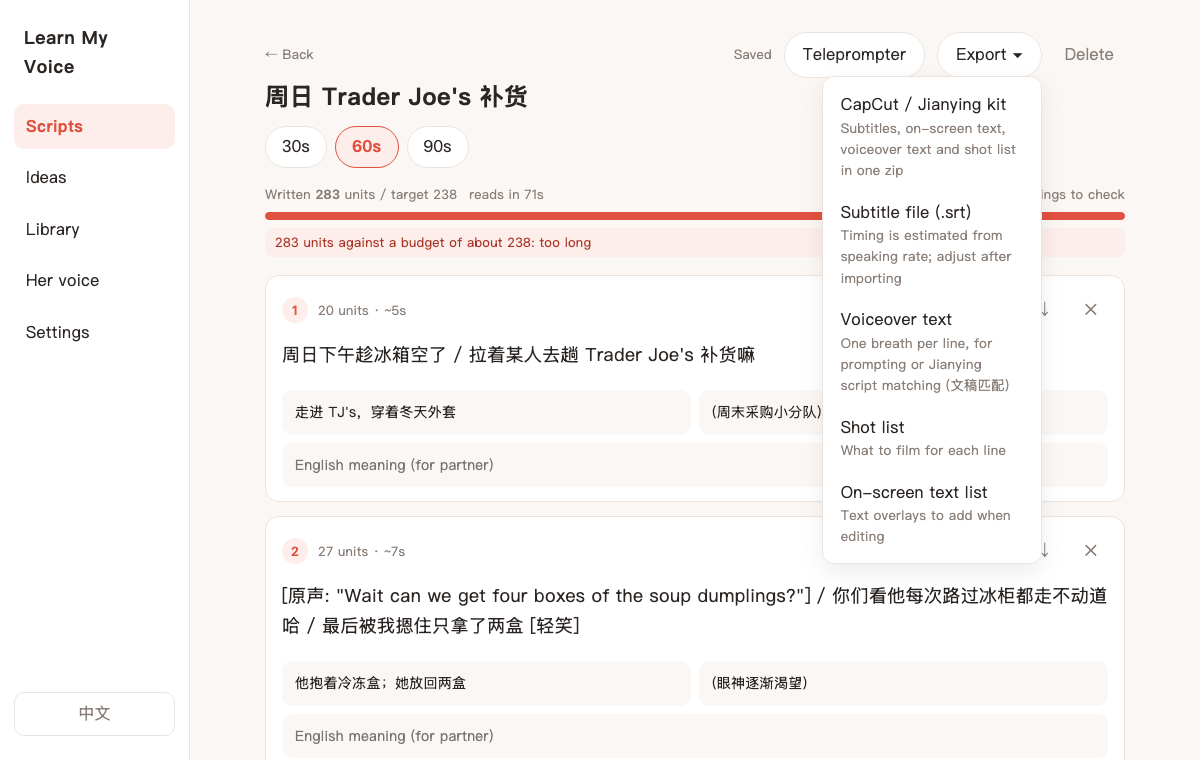 Learn My
Voice
Scripts
Ideas
Library
Her voice
Settings
中文
← Back
Saved
Teleprompter
Export
Delete
周日 Trader Joe's 补货
30s
60s
90s
Written 283 units / target 238 reads in 71s
to check
283 units against a budget of about 238: too long
CapCut / Jianying kit
Subtitles, on-screen text,
voiceover text and shot list
in one zip
Subtitle file (.srt)
Timing is estimated from
speaking rate; adjust after
importing
Voiceover text
One breath per line, for
prompting or Jianying
script matching (文稿匹配)
Shot list
What to film for each line
On-screen text list
Text overlays to add when
editing
1 20 units · ~5s ↓ ×
周日下午趁冰箱空了 / 拉着某人去趟 Trader Joe's 补货嘛
走进 TJ's，穿着冬天外套
(周末采购小分队)
English meaning (for partner)
2 27 units · ~7s ↓ ×
[原声: "Wait can we get four boxes of the soup dumplings?"] / 你们看他每次路过冰柜都走不动道
哈 / 最后被我摁住只拿了两盒 [轻笑]
他抱着冷冻盒；她放回两盒
(眼神逐渐渴望)
English meaning (for partner)